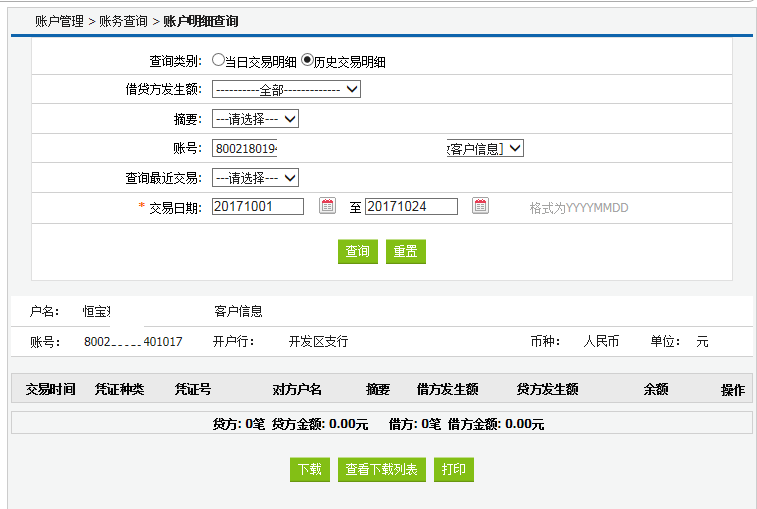 账户管理 > 账务查询 > 账户明细查询
查询类别: 当日交易明细 历史交易明细
借贷方发生额: ----------全部-------------
摘要: ---请选择---
账号: 80021801 客户信息]
查询最近交易: ---请选择---
* 交易日期: 20171001 至 20171024 格式为YYYYMMDD
查询 重置
户名: 恒宝 客户信息
账号: 8002 401017 开户行: 开发区支行 币种: 人民币 单位: 元
交易时间 凭证种类 凭证号 对方户名 摘要 借方发生额 贷方发生额 余额 操作
贷方: 0笔 贷方金额: 0.00元 借方: 0笔 借方金额: 0.00元
下载 查看下载列表 打印